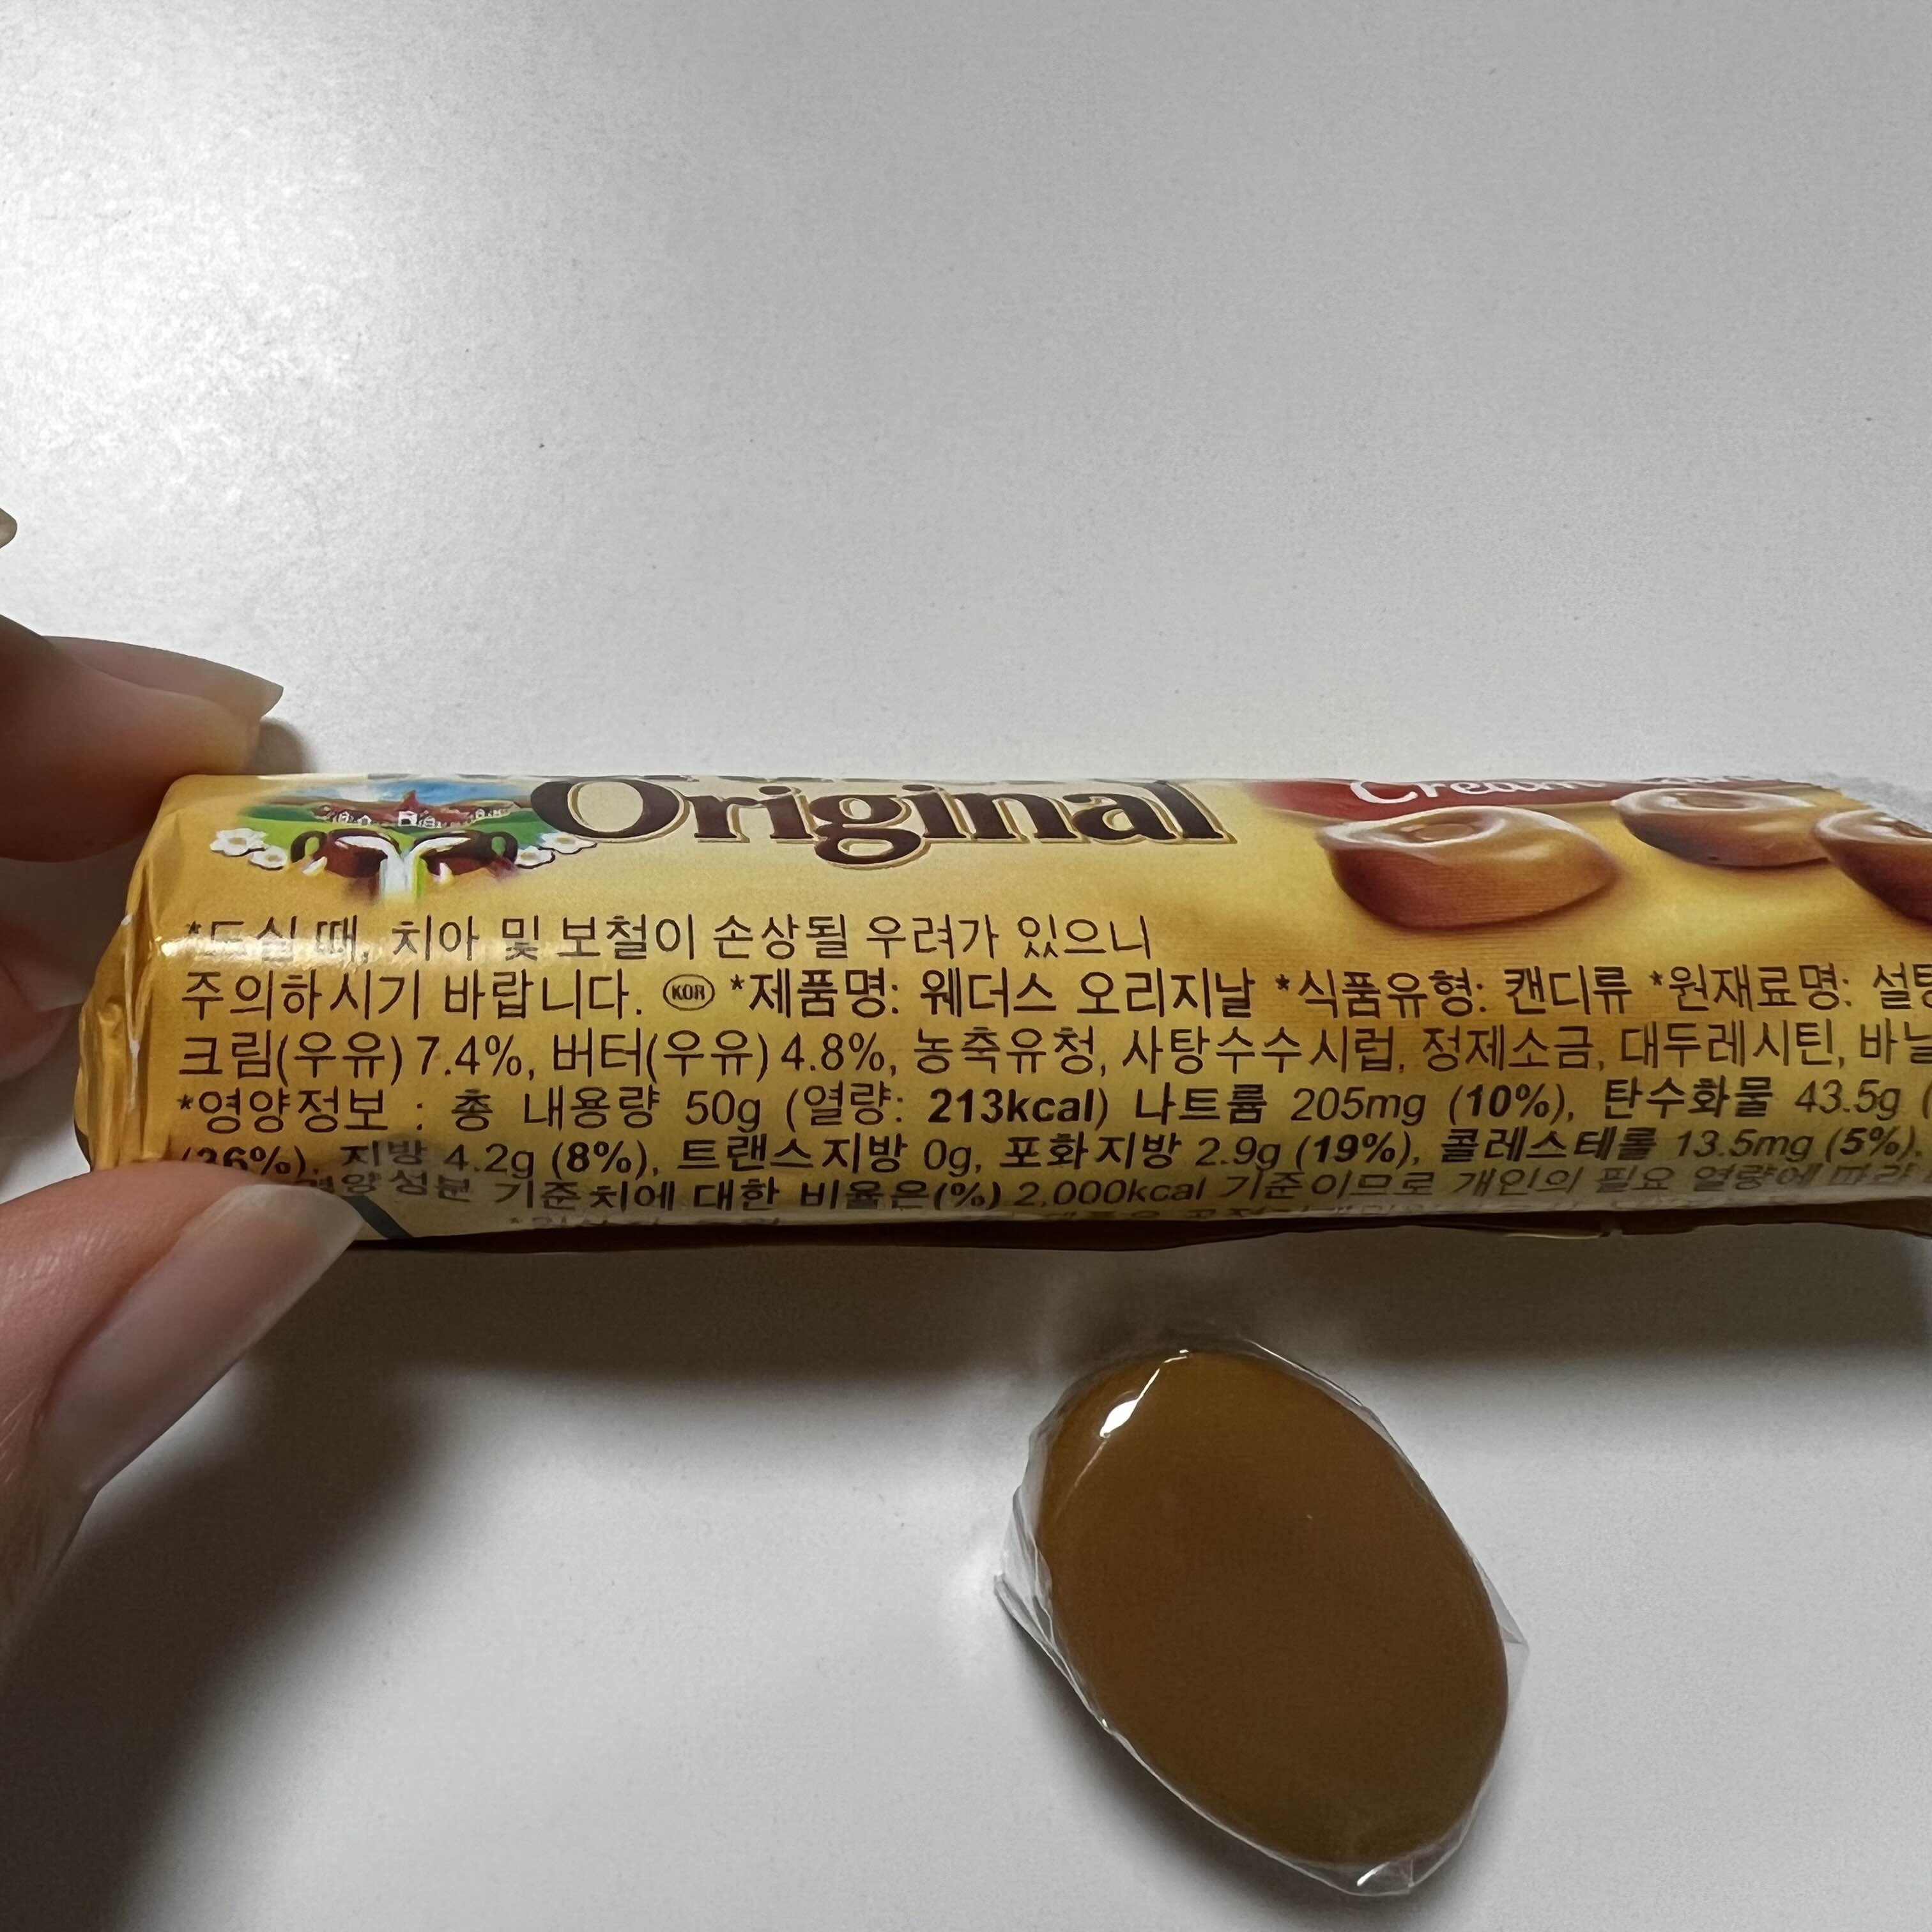 Original
Cream
치아 및 보철이 손상될 우려가 있으니
주의하시기 바랍니다. KOR *제품명: 웨더스 오리지날 *식품유형: 캔디류 *원재료명:
크림(우유) 7.4%, 버터(우유) 4.8%, 농축유청, 사탕수수시럽, 정제소금, 대두레시틴,
*영양정보 : 총 내용량 50g (열량: 213kcal) 나트륨 205mg (10%), 탄수화물 43.5g
(36%), 지방 4.2g (8%), 트랜스지방 0g, 포화지방 2.9g (19%), 콜레스테롤 13.5mg (5%),
기준치에 대한 비율은(%) 2,000kcal 기준이므로 개인의 필요 열량에 따라